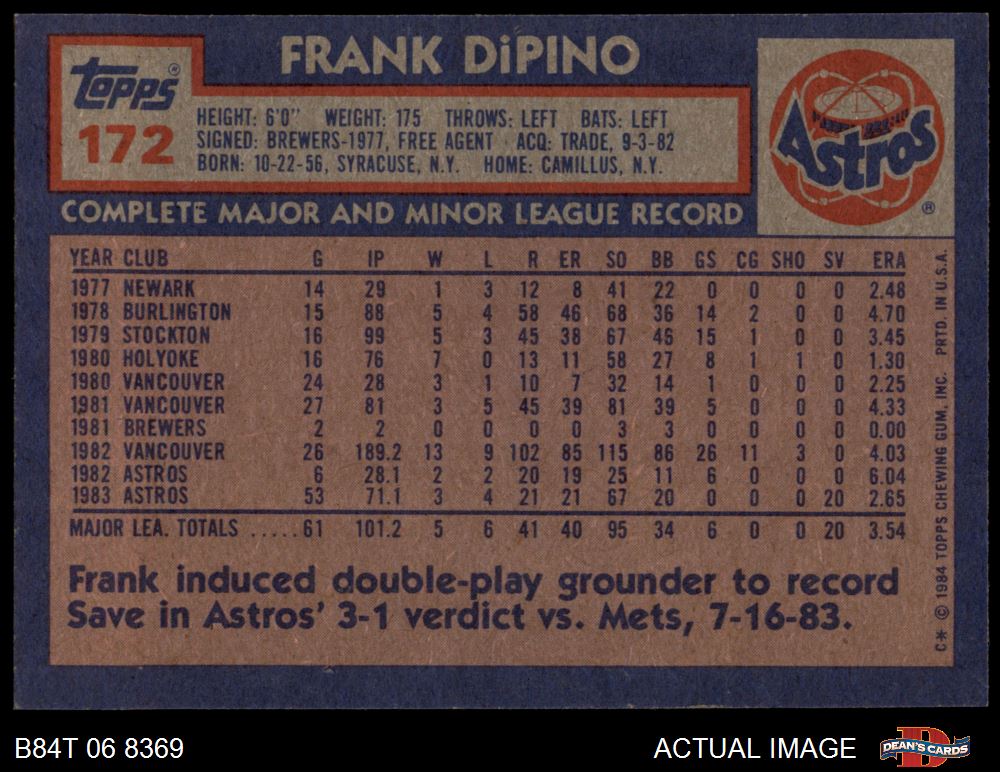 FRANK DiPINO
Topps®
172
HEIGHT: 6'0" WEIGHT: 175 THROWS: LEFT BATS: LEFT
SIGNED: BREWERS-1977, FREE AGENT · ACQ: TRADE, 9-3-82
BORN: 10-22-56, SYRACUSE, N.Y. HOME: CAMILLUS, N.Y.
Astros
®
COMPLETE MAJOR AND MINOR LEAGUE RECORD
YEAR CLUB G IP W L R ER SO BB GS CG SHO SV ERA
1977 NEWARK 14 29 1 3 12 8 41 22 0 0 0 0 2.48
1978 BURLINGTON 15 88 5 4 58 46 68 36 14 2 0 0 4.70
1979 STOCKTON 16 99 5 3 45 38 67 46 15 1 0 0 3.45
1980 HOLYOKE 16 76 7 0 13 11 58 27 8 1 1 0 1.30
1980 VANCOUVER 24 28 3 1 10 7 32 14 1 0 0 0 2.25
1981 VANCOUVER 27 81 3 5 45 39 81 39 5 0 0 0 4.33
1981 BREWERS 2 2 0 0 0 0 3 3 0 0 0 0 0.00
1982 VANCOUVER 26 189.2 13 9 102 85 115 86 26 11 3 0 4.03
1982 ASTROS 6 28.1 2 2 20 19 25 11 6 0 0 0 6.04
1983 ASTROS 53 71.1 3 4 21 21 67 20 0 0 0 20 2.65
MAJOR LEA. TOTALS .....61 101.2 5 6 41 40 95 34 6 0 0 20 3.54
Frank induced double-play grounder to record
Save in Astros' 3-1 verdict vs. Mets, 7-16-83.
C* © 1984 TOPPS CHEWING GUM, INC. PRTD. IN U.S.A.
B84T 06 8369
ACTUAL IMAGE
DEAN'S CARDS